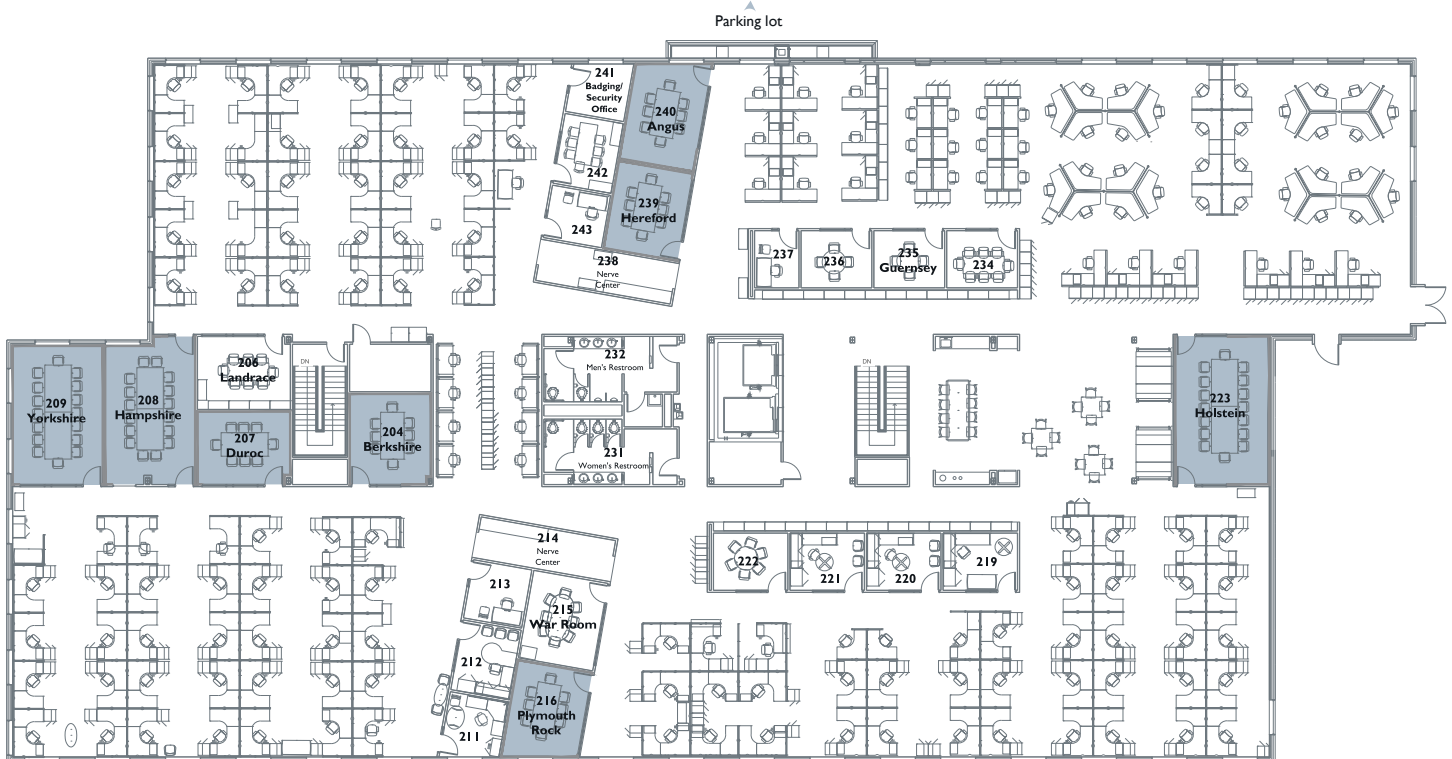 Parking lot
241
Badging/
Security
Office
240
Angus
242
239
Hereford
243
238
Nerve
Center
237
236
235
Guernsey
234
209
Yorkshire
208
Hampshire
206
Landrace
207
Duroc
DN
204
Berkshire
232
Men's Restroom
231
Women's Restroom
DN
223
Holstein
214
Nerve
Center
213
215
War Room
212
211
216
Plymouth
Rock
222
221
220
219